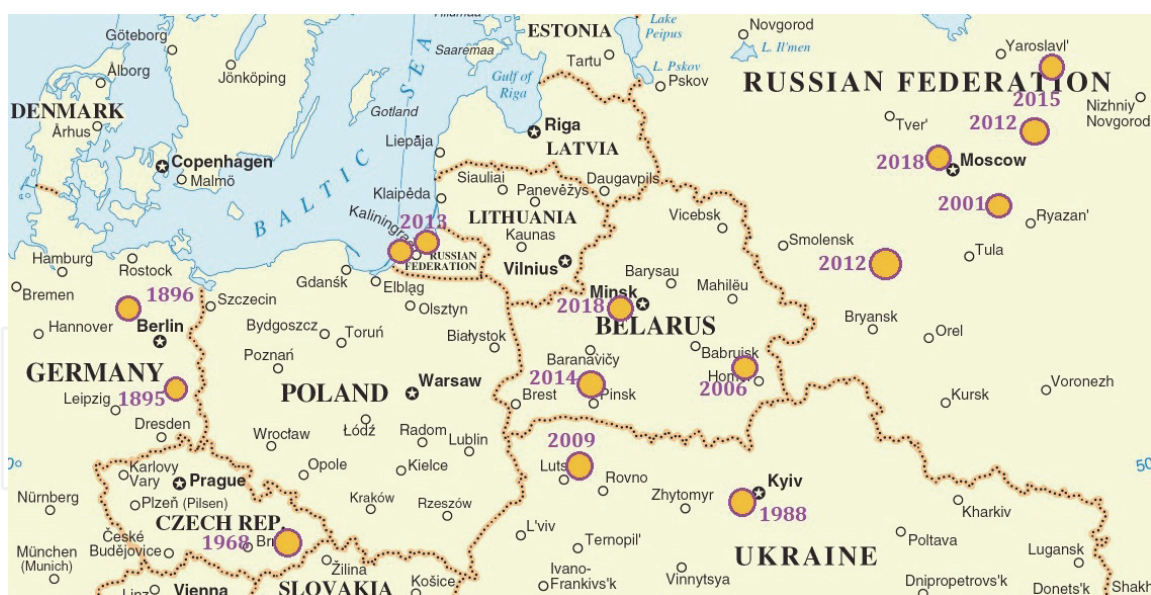 Göteborg
Jönköping
Ålborg
DENMARK
Århus
Copenhagen
Malmö
BALTIC SEA
Gotland
Saaremaa
Gulf of
Riga
ESTONIA
Tartu
Lake
Peipus
L. Pskov
Pskov
L. Il'men
Novgorod
Yaroslavl'
RUSSIAN FEDERATION
2015
Nizhniy
Novgorod
2012
Tver'
2018
Moscow
2001
Ryazan'
Tula
2012
Smolensk
Bryansk
Orel
Kursk
Voronezh
Riga
LATVIA
Liepāja
Daugavpils
Siauliai
Panevėžys
Klaipėda
LITHUANIA
Kaunas
Vilnius
2013
RUSSIAN
FEDERATION
Vicebsk
Barysau
Mahilëu
Minsk
2018
BELARUS
Baranavičy
Babruisk
2014
Pinsk
Brest
2006
Hamburg
Rostock
Bremen
1896
Hannover
Berlin
GERMANY
Leipzig
1895
Dresden
Szczecin
Gdańsk
Elbląg
Olsztyn
Bydgoszcz
Toruń
Białystok
Poznań
POLAND
Warsaw
Łódź
Radom
Lublin
Wrocław
Opole
Kielce
Kraków
Rzeszów
Karlovy
Vary
Prague
Plzeň (Pilsen)
Nürnberg
CZECH REP.
České
Budějovice
1968
München
(Munich)
Linz
Vienna
Žilina
SLOVAKIA
Košice
2009
Rovno
L'viv
Ternopil'
Ivano-
Frankivs'k
Zhytomyr
Kyiv
1988
Vinnytsya
UKRAINE
Kharkiv
Poltava
Lugansk
Dnipropetrovs'k
Donets'k
50